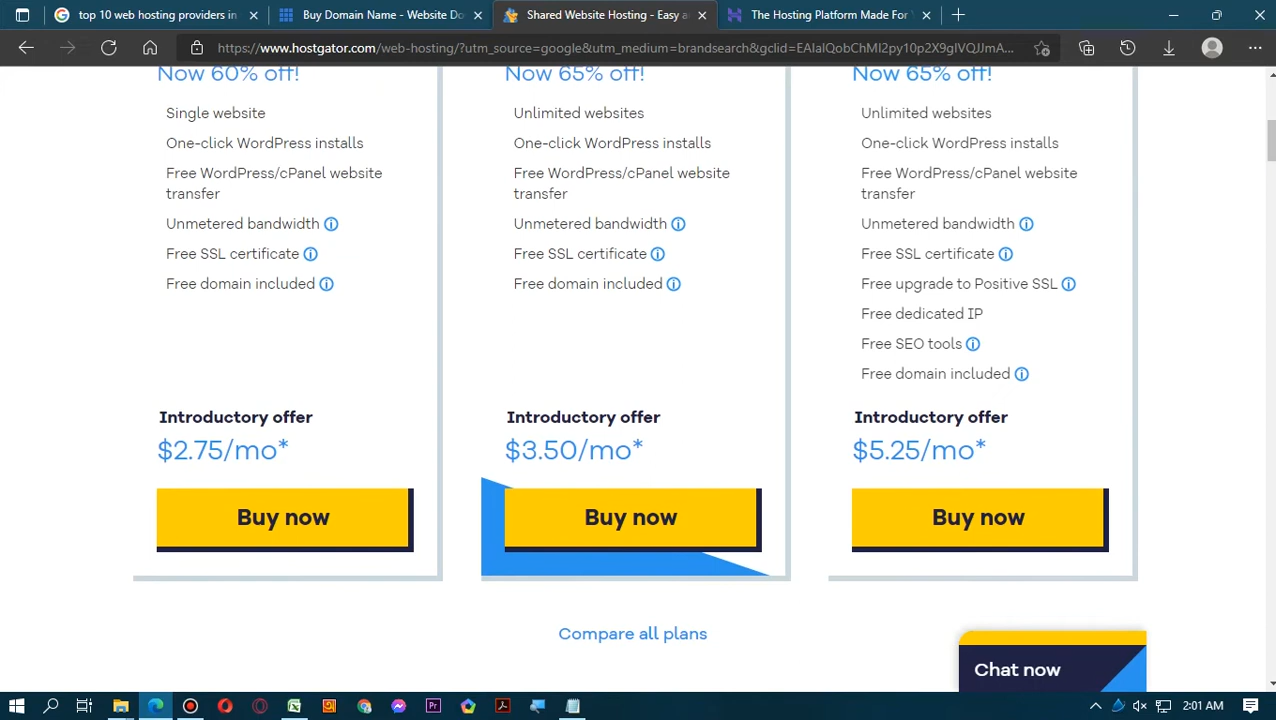 top 10 web hosting providers in
Buy Domain Name - Website Do
Shared Website Hosting - Easy a
The Hosting Platform Made For Y
https://www.hostgator.com/web-hosting/?utm_source=google&utm_medium=brandsearch&gclid=EAIaIQobChMI2py10p2X9gIVQJJmA...
Now 60% off!
Single website
One-click WordPress installs
Free WordPress/cPanel website
transfer
Unmetered bandwidth
Free SSL certificate
Free domain included
Introductory offer
$2.75/mo*
Buy now
Now 65% off!
Unlimited websites
One-click WordPress installs
Free WordPress/cPanel website
transfer
Unmetered bandwidth
Free SSL certificate
Free domain included
Introductory offer
$3.50/mo*
Buy now
Now 65% off!
Unlimited websites
One-click WordPress installs
Free WordPress/cPanel website
transfer
Unmetered bandwidth
Free SSL certificate
Free upgrade to Positive SSL
Free dedicated IP
Free SEO tools
Free domain included
Introductory offer
$5.25/mo*
Buy now
Compare all plans
Chat now
2:01 AM